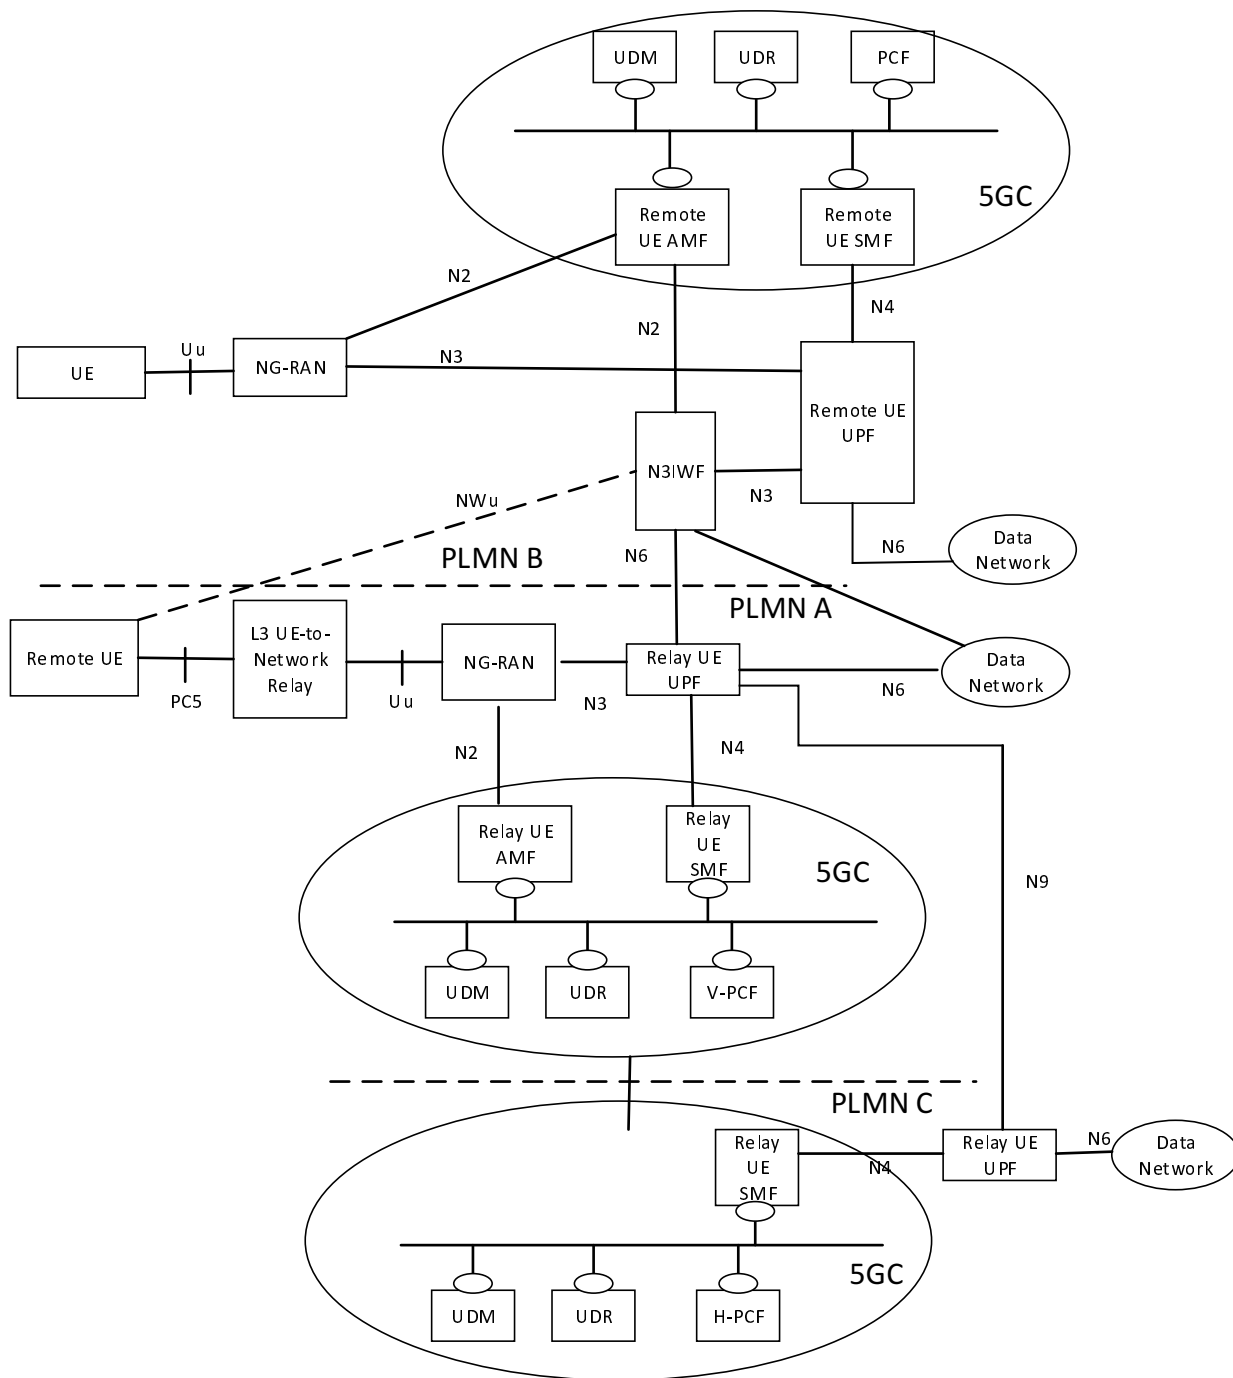 UDM
UDR
PCF
5GC
Remote
UE AMF
Remote
UE SMF
N2
N4
N2
Uu
N3
UE
NG-RAN
Remote UE
UPF
N3IWF
N3
NWu
N6
N6
Data
Network
PLMN B
PLMN A
Remote UE
L3 UE-to-
Network
Relay
NG-RAN
Relay UE
UPF
Data
Network
PC5
Uu
N3
N6
N2
N4
Relay UE
AMF
Relay
UE
SMF
5GC
N9
UDM
UDR
V-PCF
PLMN C
Relay
UE
SMF
N4
Relay UE
UPF
N6
Data
Network
5GC
UDM
UDR
H-PCF